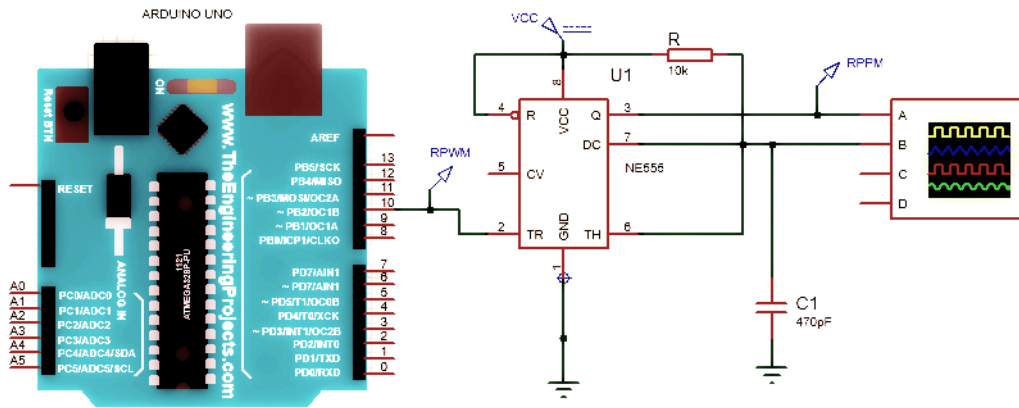 ARDUINO UNO
Reset BTN
ON
www.TheEngineeringProjects.com
AREF
13
PB5/SCK
12
PB4/MISO
11
~ PB3/MOSI/OC2A
10
~ PB2/OC1B
9
~ PB1/OC1A
8
PB0/ICP1/CLKO
RESET
ANALOG IN
1121
ATMEGA328P-PU
7
PD7/AIN1
6
~ PD7/AIN1
5
~ PD5/T1/OC0B
4
PD4/T0/XCK
3
~ PD3/INT1/OC2B
2
PD2/INT0
1
PD1/TXD
0
PD0/RXD
A0
PC0/ADC0
A1
PC1/ADC1
A2
PC2/ADC2
A3
PC3/ADC3
A4
PC4/ADC4/SDA
A5
PC5/ADC5/SCL
RPWM
VCC
R
10k
U1
8
VCC
4
R
Q
3
DC
7
5
CV
NE555
2
TR
GND
1
TH
6
RPPM
A
B
C
D
C1
470pF